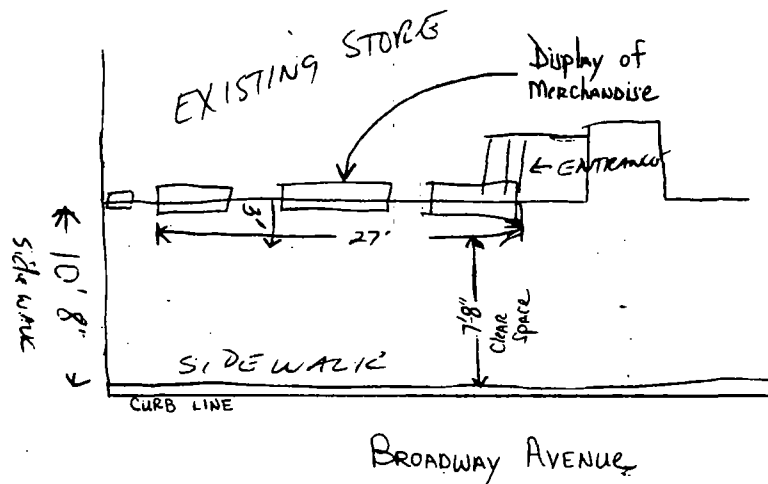 EXISTING STORE
Display of
Merchandise
← ENTRANCE
3'
27'
10' 8"
SideWALK
7'8"
Clear
Space
SIDEWALK
CURB LINE
BROADWAY AVENUE